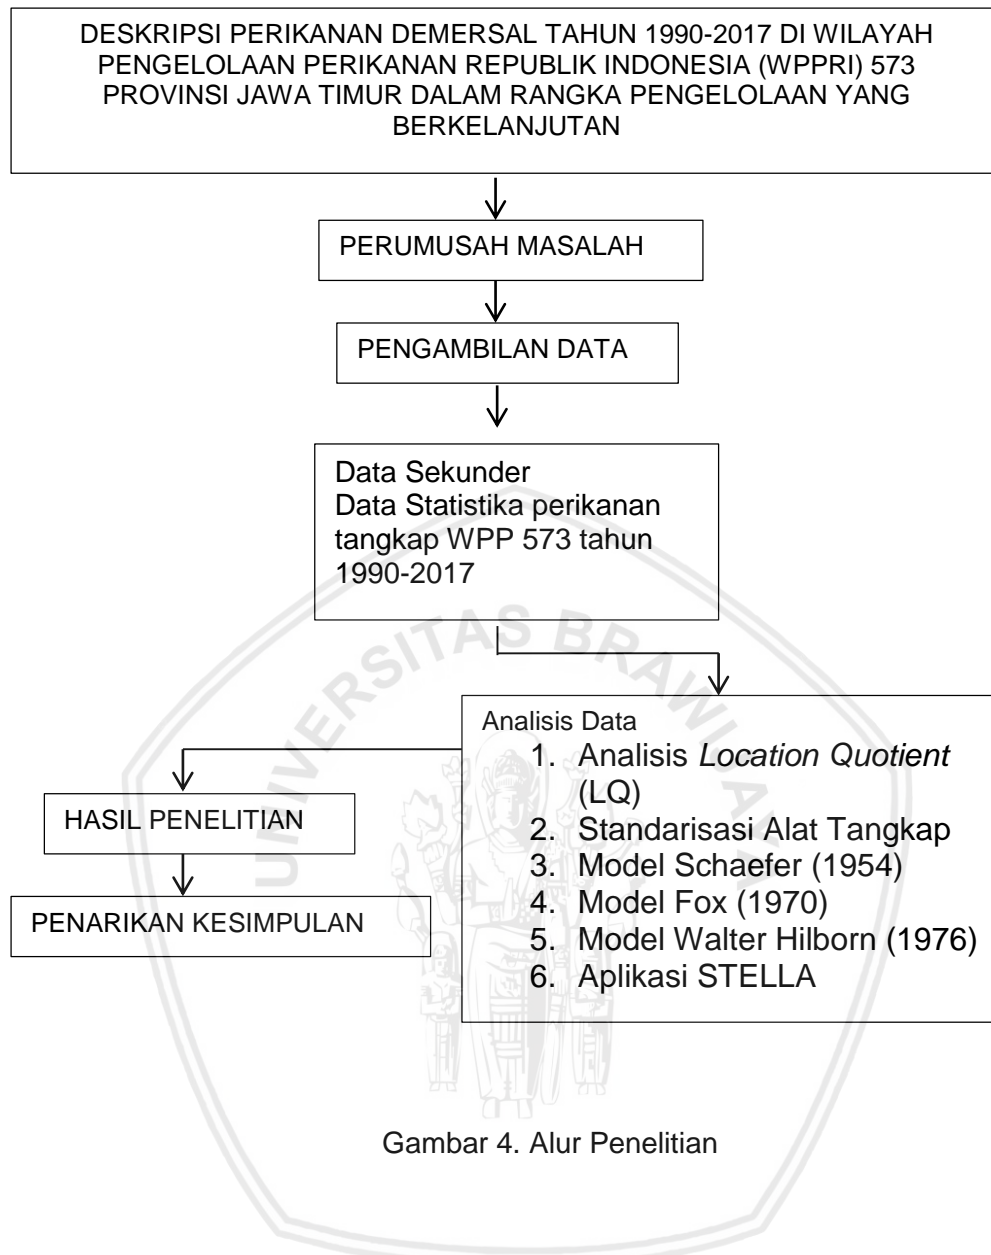 DESKRIPSI PERIKANAN DEMERSAL TAHUN 1990-2017 DI WILAYAH
PENGELOLAAN PERIKANAN REPUBLIK INDONESIA (WPPRI) 573
PROVINSI JAWA TIMUR DALAM RANGKA PENGELOLAAN YANG
BERKELANJUTAN
PERUMUSAH MASALAH
PENGAMBILAN DATA
Data Sekunder
Data Statistika perikanan
tangkap WPP 573 tahun
1990-2017
UNIVERSITAS BRAWIJAYA
Analisis Data
1. Analisis Location Quotient
(LQ)
2. Standarisasi Alat Tangkap
3. Model Schaefer (1954)
4. Model Fox (1970)
5. Model Walter Hilborn (1976)
6. Aplikasi STELLA
HASIL PENELITIAN
PENARIKAN KESIMPULAN
Gambar 4. Alur Penelitian